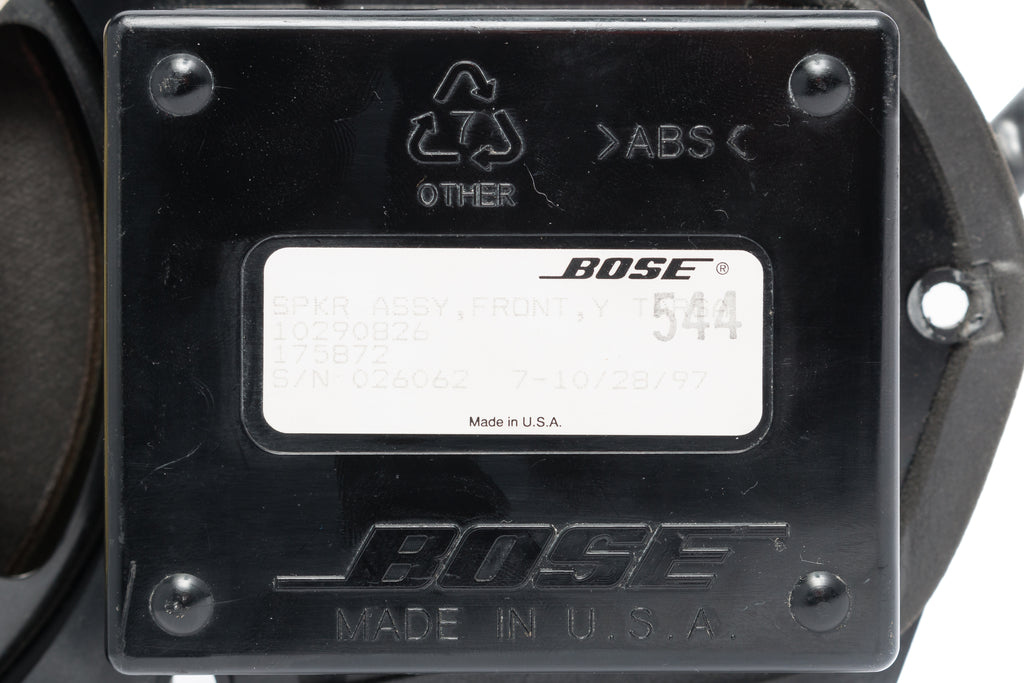 7
OTHER
>ABS<
BOSE®
SPKR ASSY,FRONT,Y
544
10290826
175872
S/N 026062 7-10/28/97
Made in U.S.A.
BOSE
MADE IN U.S.A.